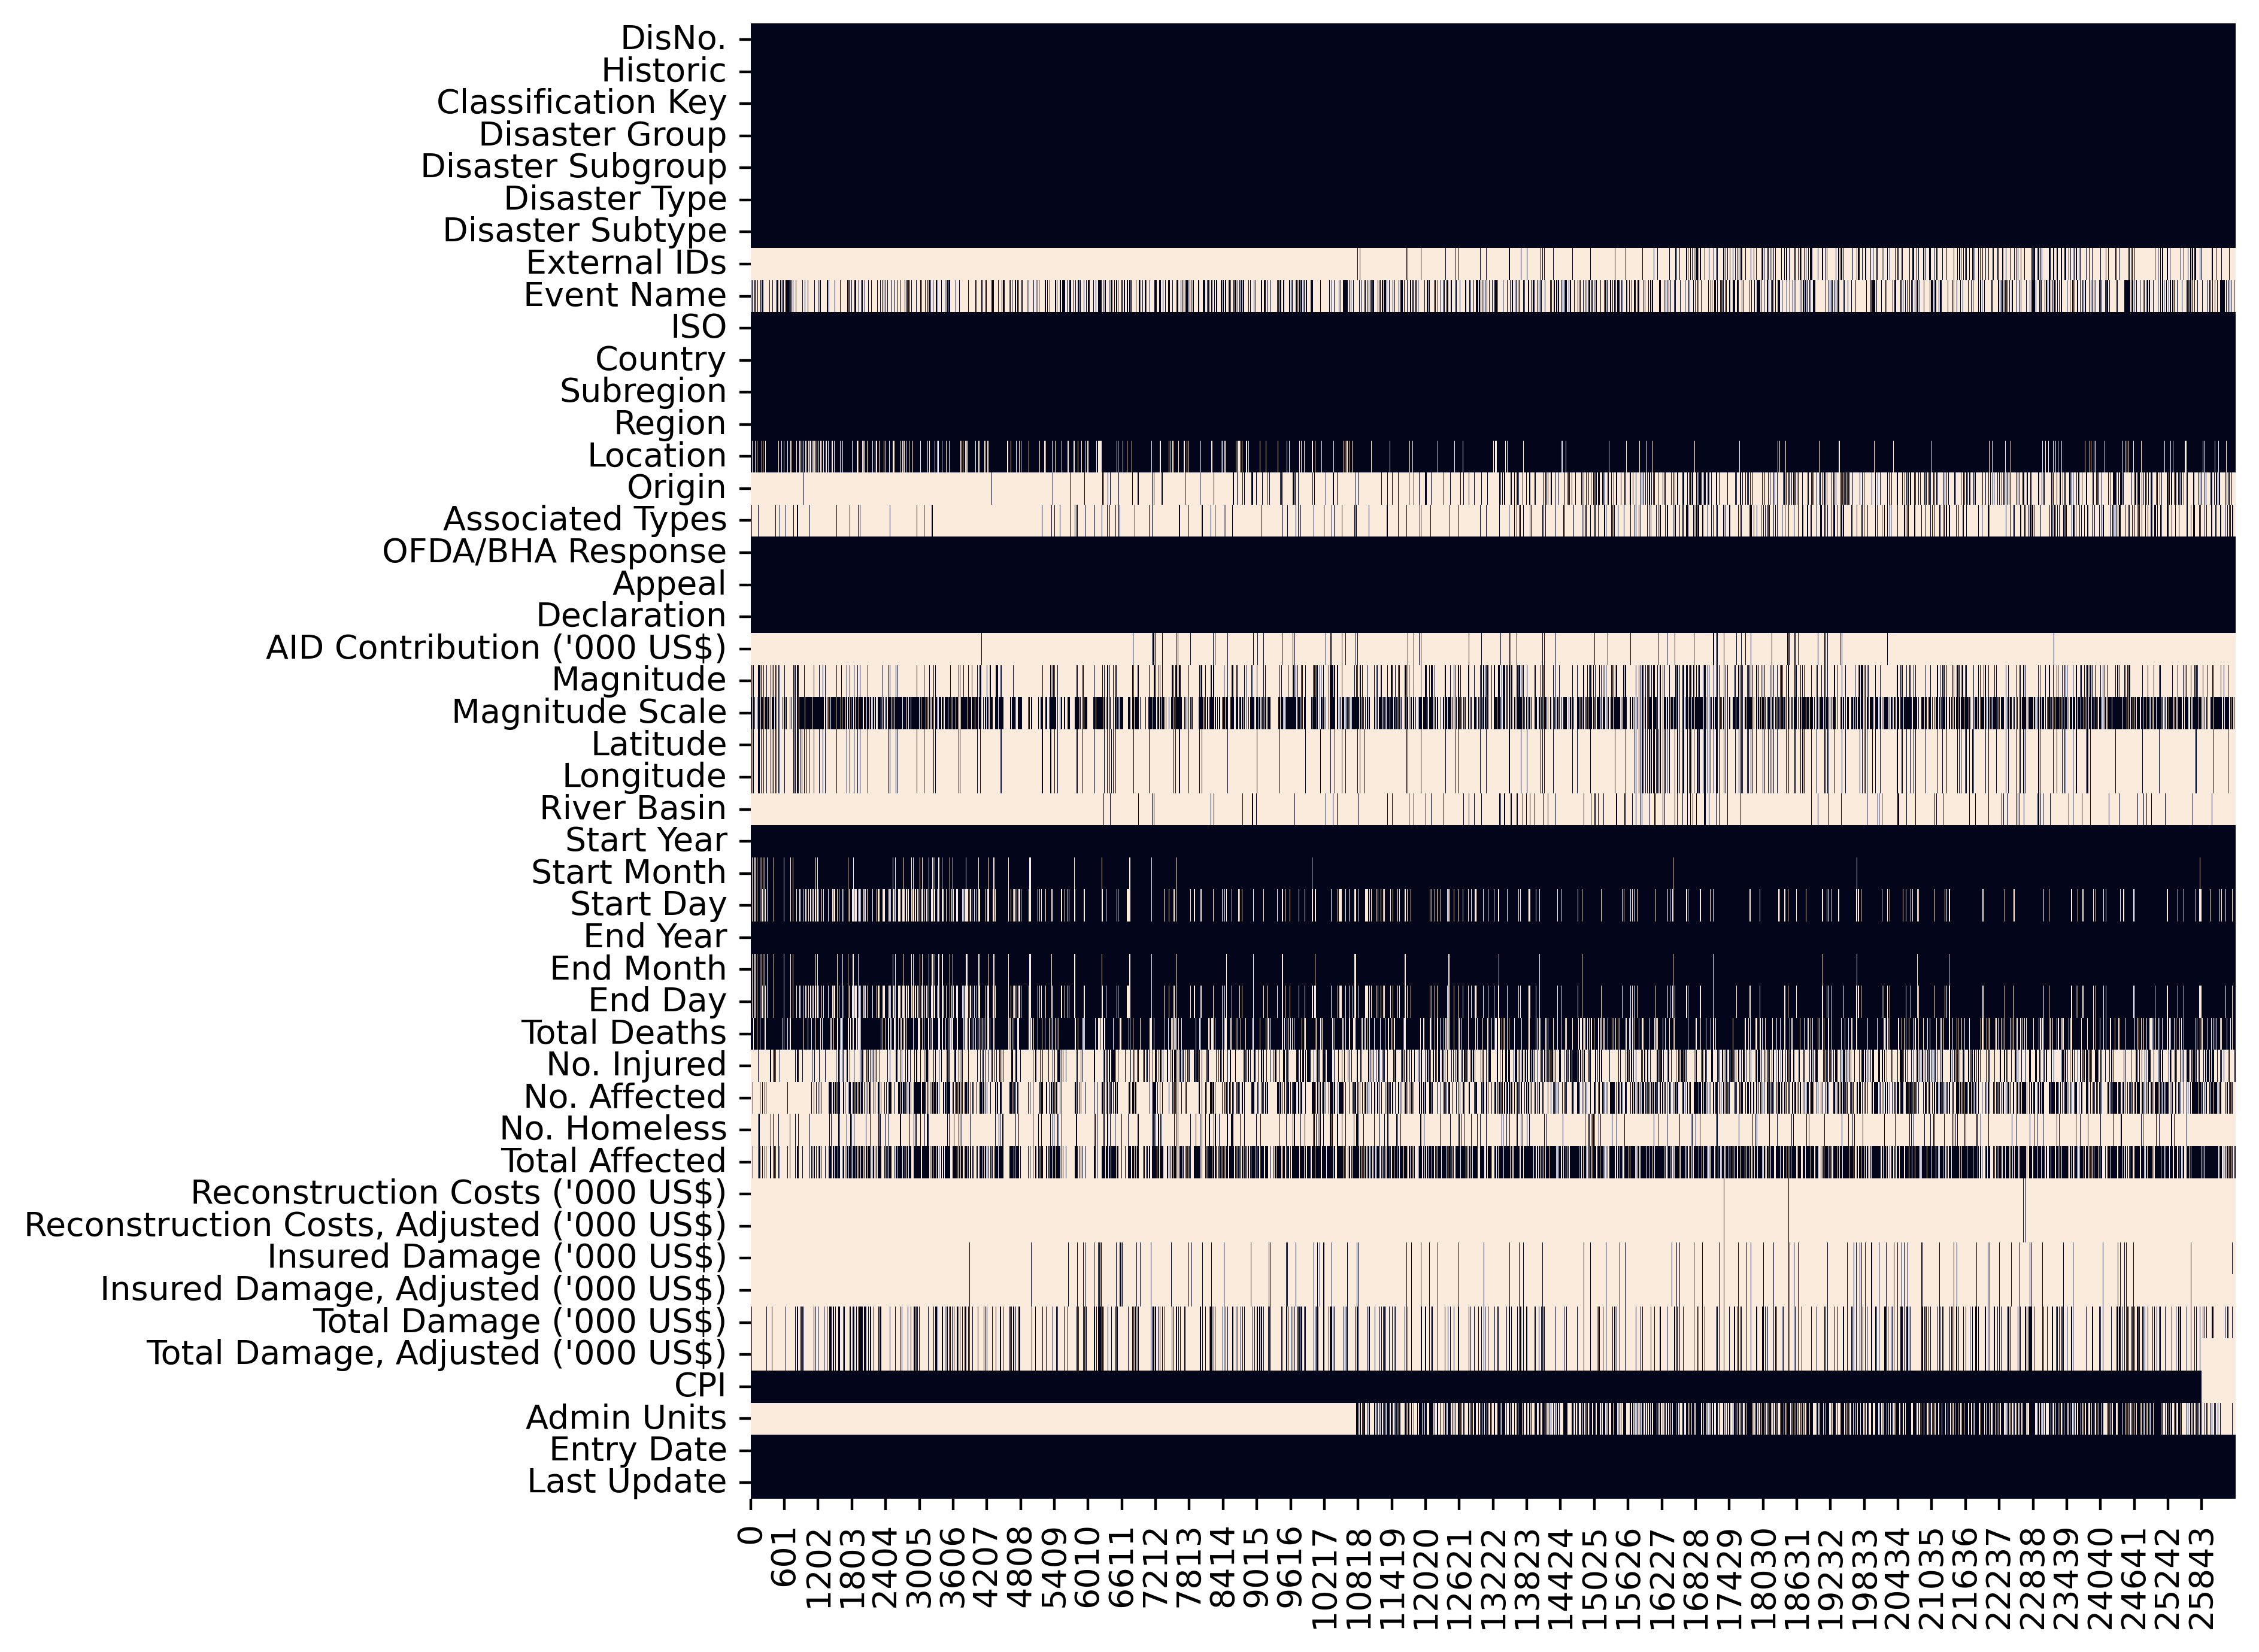 DisNo.
Historic
Classification Key
Disaster Group
Disaster Subgroup
Disaster Type
Disaster Subtype
External IDs
Event Name
ISO
Country
Subregion
Region
Location
Origin
Associated Types
OFDA/BHA Response
Appeal
Declaration
AID Contribution ('000 US$)
Magnitude
Magnitude Scale
Latitude
Longitude
River Basin
Start Year
Start Month
Start Day
End Year
End Month
End Day
Total Deaths
No. Injured
No. Affected
No. Homeless
Total Affected
Reconstruction Costs ('000 US$)
Reconstruction Costs, Adjusted ('000 US$)
Insured Damage ('000 US$)
Insured Damage, Adjusted ('000 US$)
Total Damage ('000 US$)
Total Damage, Adjusted ('000 US$)
CPI
Admin Units
Entry Date
Last Update
0
601
1202
1803
2404
3005
3606
4207
4808
5409
6010
6611
7212
7813
8414
9015
9616
10217
10818
11419
12020
12621
13222
13823
14424
15025
15626
16227
16828
17429
18030
18631
19232
19833
20434
21035
21636
22237
22838
23439
24040
24641
25242
25843